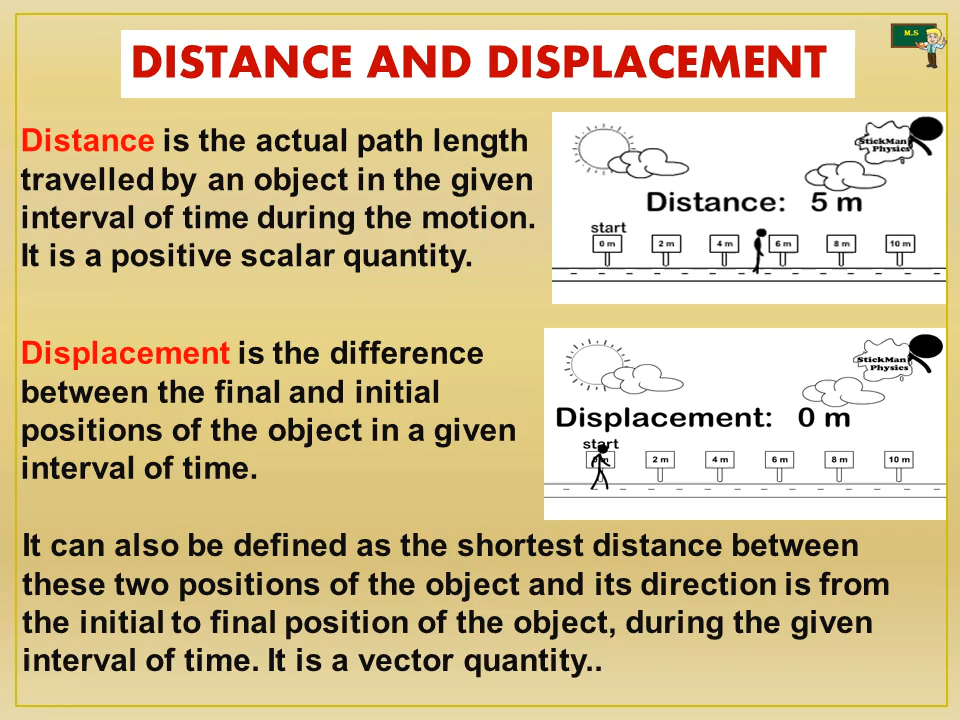 DISTANCE AND DISPLACEMENT
M.S
Distance is the actual path length
travelled by an object in the given
interval of time during the motion.
It is a positive scalar quantity.
StickMan
Physics
Distance: 5 m
start
0 m 2 m 4 m 6 m 8 m 10 m
Displacement is the difference
between the final and initial
positions of the object in a given
interval of time.
StickMan
Physics
Displacement: 0 m
start
2 m 4 m 6 m 8 m 10 m
It can also be defined as the shortest distance between
these two positions of the object and its direction is from
the initial to final position of the object, during the given
interval of time. It is a vector quantity..